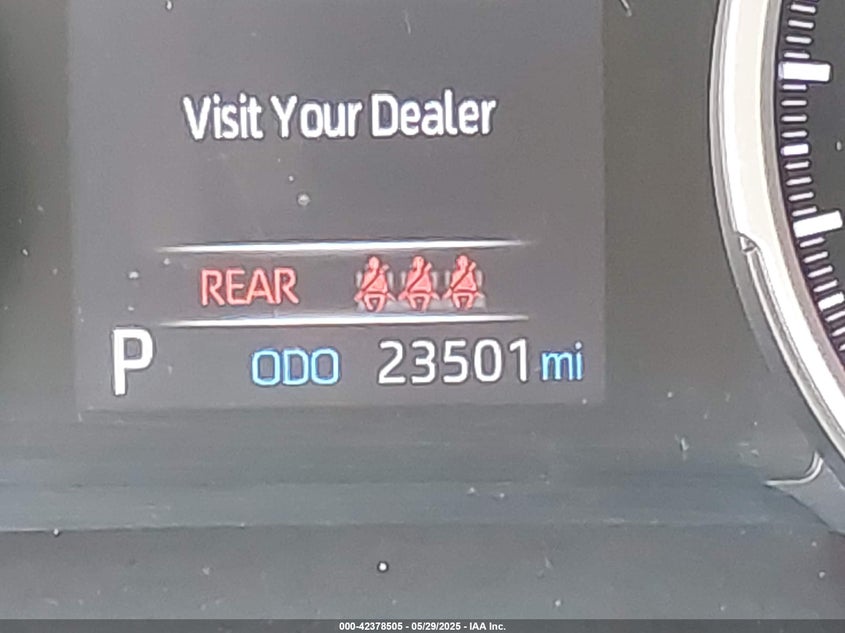 Visit Your Dealer
REAR
P ODO 23501 mi
000-42378505 - 05/29/2025 - IAA Inc.